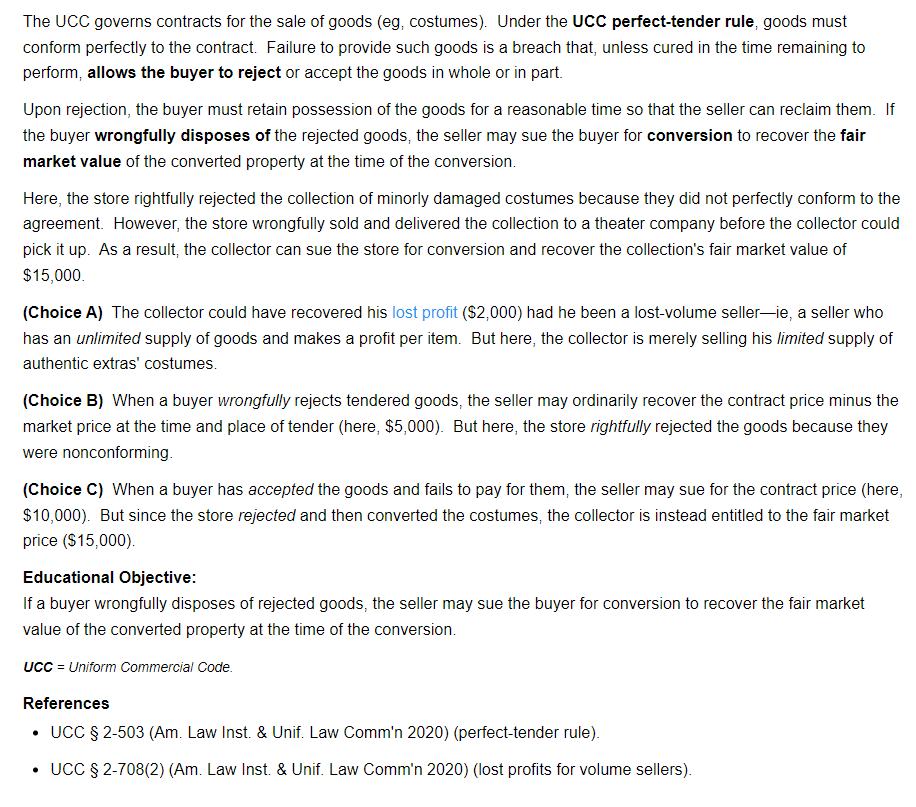 The UCC governs contracts for the sale of goods (eg, costumes).  Under the UCC perfect-tender rule, goods must
conform perfectly to the contract.  Failure to provide such goods is a breach that, unless cured in the time remaining to
perform, allows the buyer to reject or accept the goods in whole or in part.
Upon rejection, the buyer must retain possession of the goods for a reasonable time so that the seller can reclaim them.  If
the buyer wrongfully disposes of the rejected goods, the seller may sue the buyer for conversion to recover the fair
market value of the converted property at the time of the conversion.
Here, the store rightfully rejected the collection of minorly damaged costumes because they did not perfectly conform to the
agreement.  However, the store wrongfully sold and delivered the collection to a theater company before the collector could
pick it up.  As a result, the collector can sue the store for conversion and recover the collection's fair market value of
$15,000.
(Choice A)  The collector could have recovered his lost profit ($2,000) had he been a lost-volume seller—ie, a seller who
has an unlimited supply of goods and makes a profit per item.  But here, the collector is merely selling his limited supply of
authentic extras' costumes.
(Choice B)  When a buyer wrongfully rejects tendered goods, the seller may ordinarily recover the contract price minus the
market price at the time and place of tender (here, $5,000).  But here, the store rightfully rejected the goods because they
were nonconforming.
(Choice C)  When a buyer has accepted the goods and fails to pay for them, the seller may sue for the contract price (here,
$10,000).  But since the store rejected and then converted the costumes, the collector is instead entitled to the fair market
price ($15,000).
Educational Objective:
If a buyer wrongfully disposes of rejected goods, the seller may sue the buyer for conversion to recover the fair market
value of the converted property at the time of the conversion.
UCC = Uniform Commercial Code.
References
• UCC § 2-503 (Am. Law Inst. & Unif. Law Comm'n 2020) (perfect-tender rule).
• UCC § 2-708(2) (Am. Law Inst. & Unif. Law Comm'n 2020) (lost profits for volume sellers).